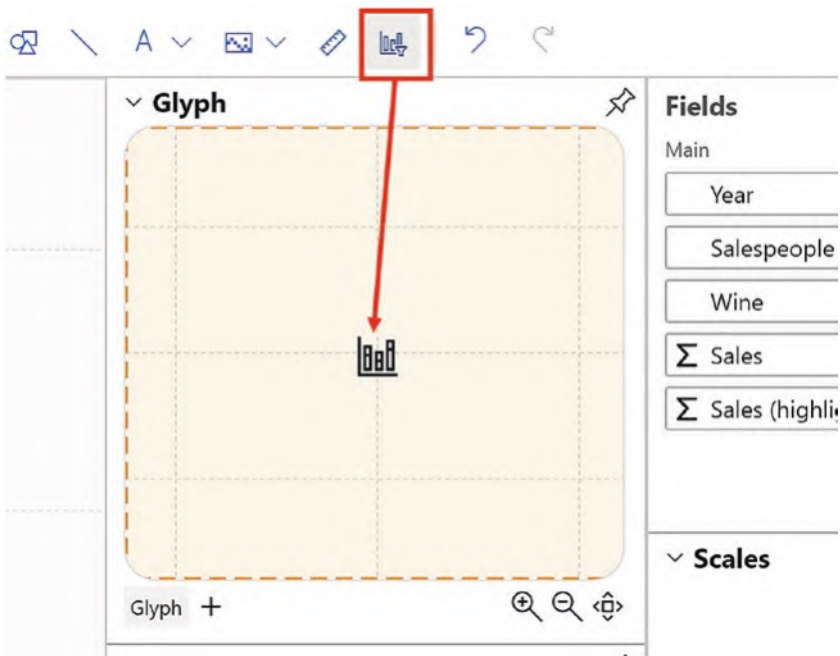 A
Glyph
Fields
Main
Year
Salespeople
Wine
Σ Sales
Σ Sales (highli
Scales
Glyph +